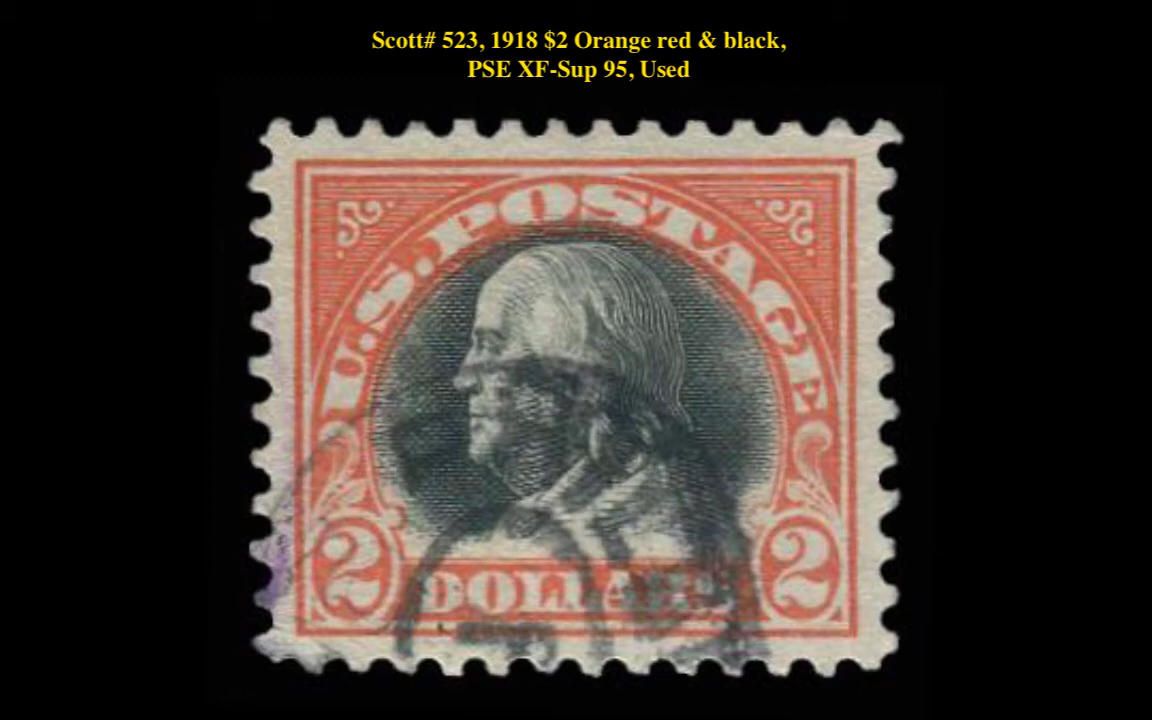 Scott# 523, 1918 $2 Orange red & black,
PSE XF-Sup 95, Used
U.S. POSTAGE
2 DOLLARS 2